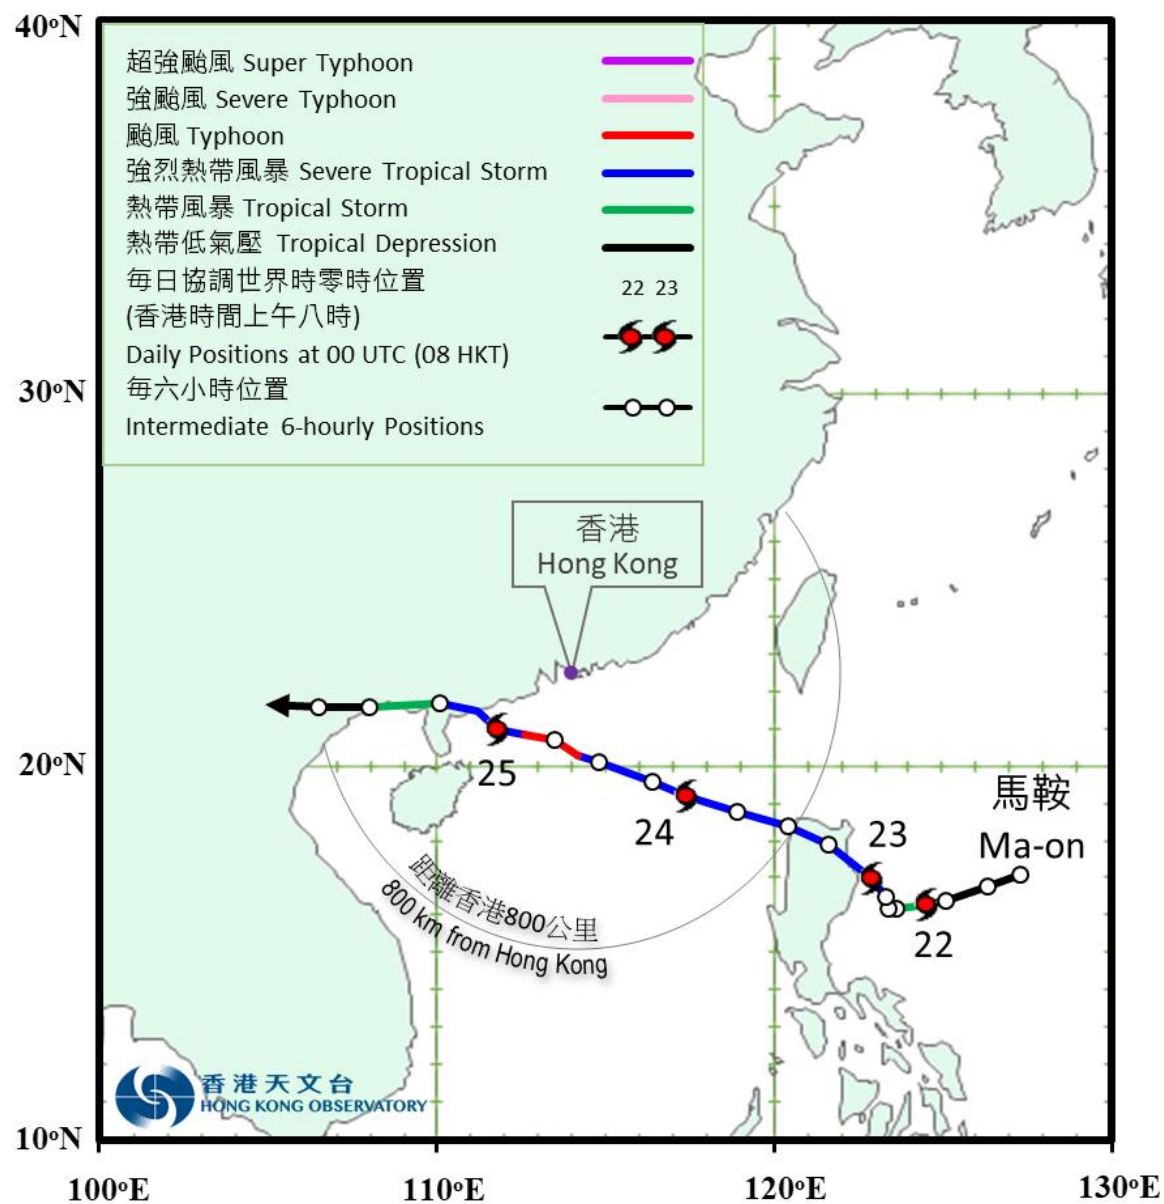 40°N
超強颱風 Super Typhoon
強颱風 Severe Typhoon
颱風 Typhoon
強烈熱帶風暴 Severe Tropical Storm
熱帶風暴 Tropical Storm
熱帶低氣壓 Tropical Depression
每日協調世界時零時位置
22 23
(香港時間上午八時)
Daily Positions at 00 UTC (08 HKT)
每六小時位置
Intermediate 6-hourly Positions
30°N
香港
Hong Kong
20°N
25
24
23
22
馬鞍
Ma-on
距離香港800公里
800 km from Hong Kong
香港天文台
HONG KONG OBSERVATORY
10°N
100°E
110°E
120°E
130°E